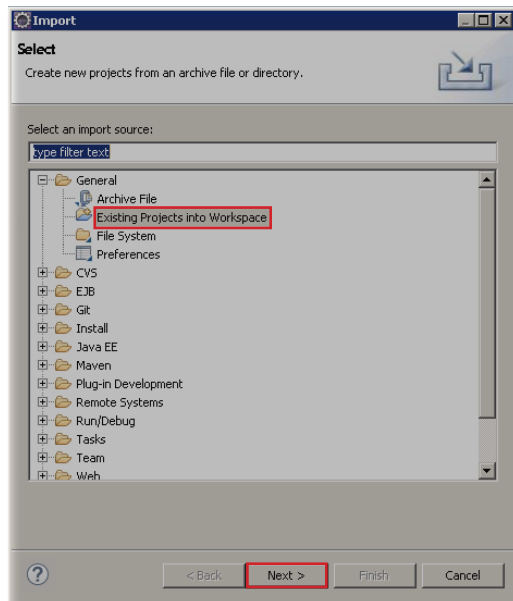 Import
Select
Create new projects from an archive file or directory.
Select an import source:
type filter text
General
Archive File
Existing Projects into Workspace
File System
Preferences
CVS
EJB
Git
Install
Java EE
Maven
Plug-in Development
Remote Systems
Run/Debug
Tasks
Team
Web
? < Back Next > Finish Cancel